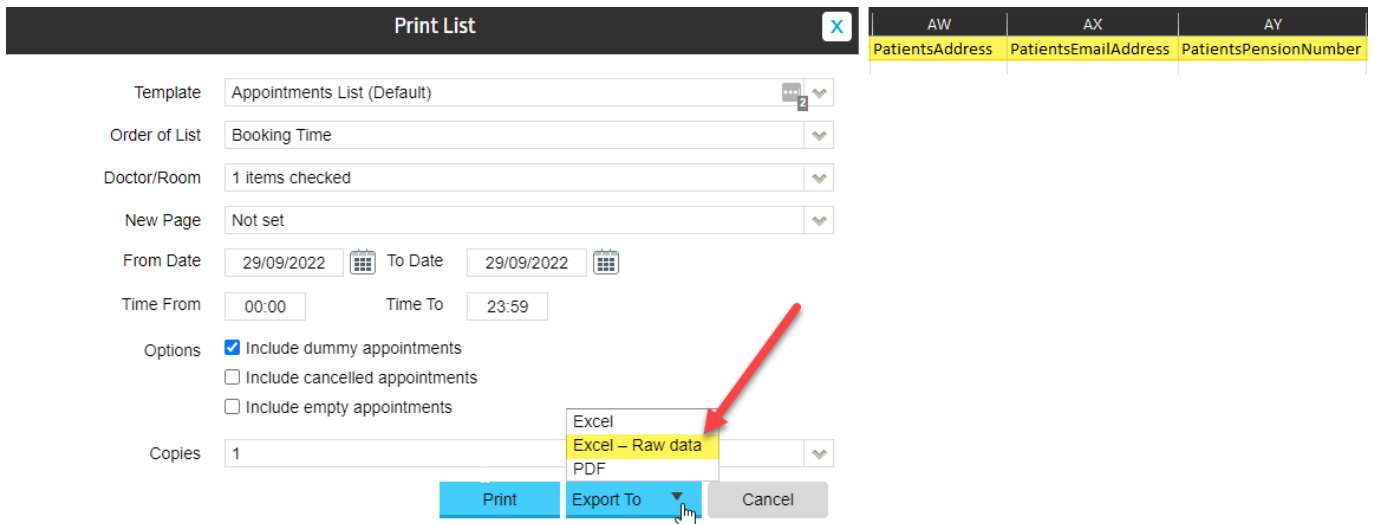 Print List
X
AW AX AY
PatientsAddress PatientsEmailAddress PatientsPensionNumber
Template Appointments List (Default) 2
Order of List Booking Time
Doctor/Room 1 items checked
New Page Not set
From Date 29/09/2022 To Date 29/09/2022
Time From 00:00 Time To 23:59
Options Include dummy appointments
Include cancelled appointments
Include empty appointments
Excel
Excel – Raw data
PDF
Copies 1
Print Export To Cancel